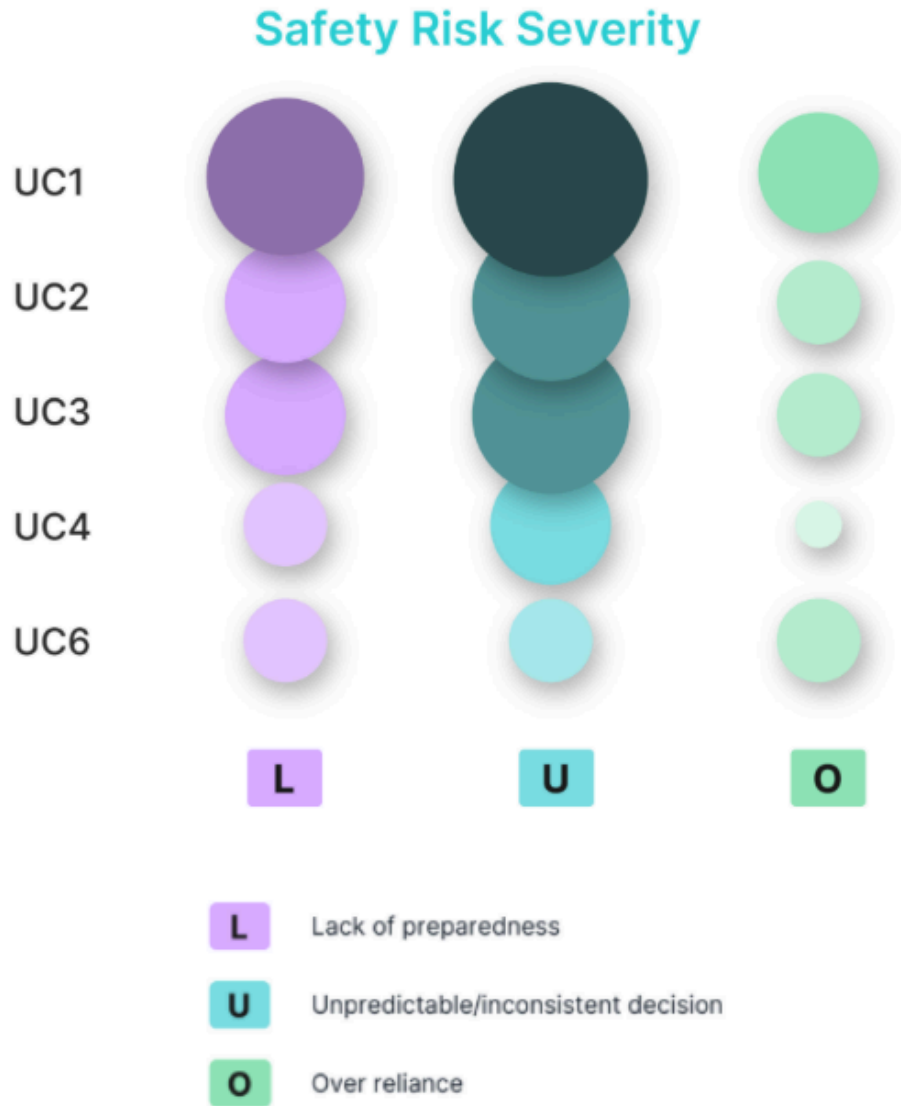 Safety Risk Severity
UC1
UC2
UC3
UC4
UC6
L U O
L Lack of preparedness
U Unpredictable/inconsistent decision
O Over reliance